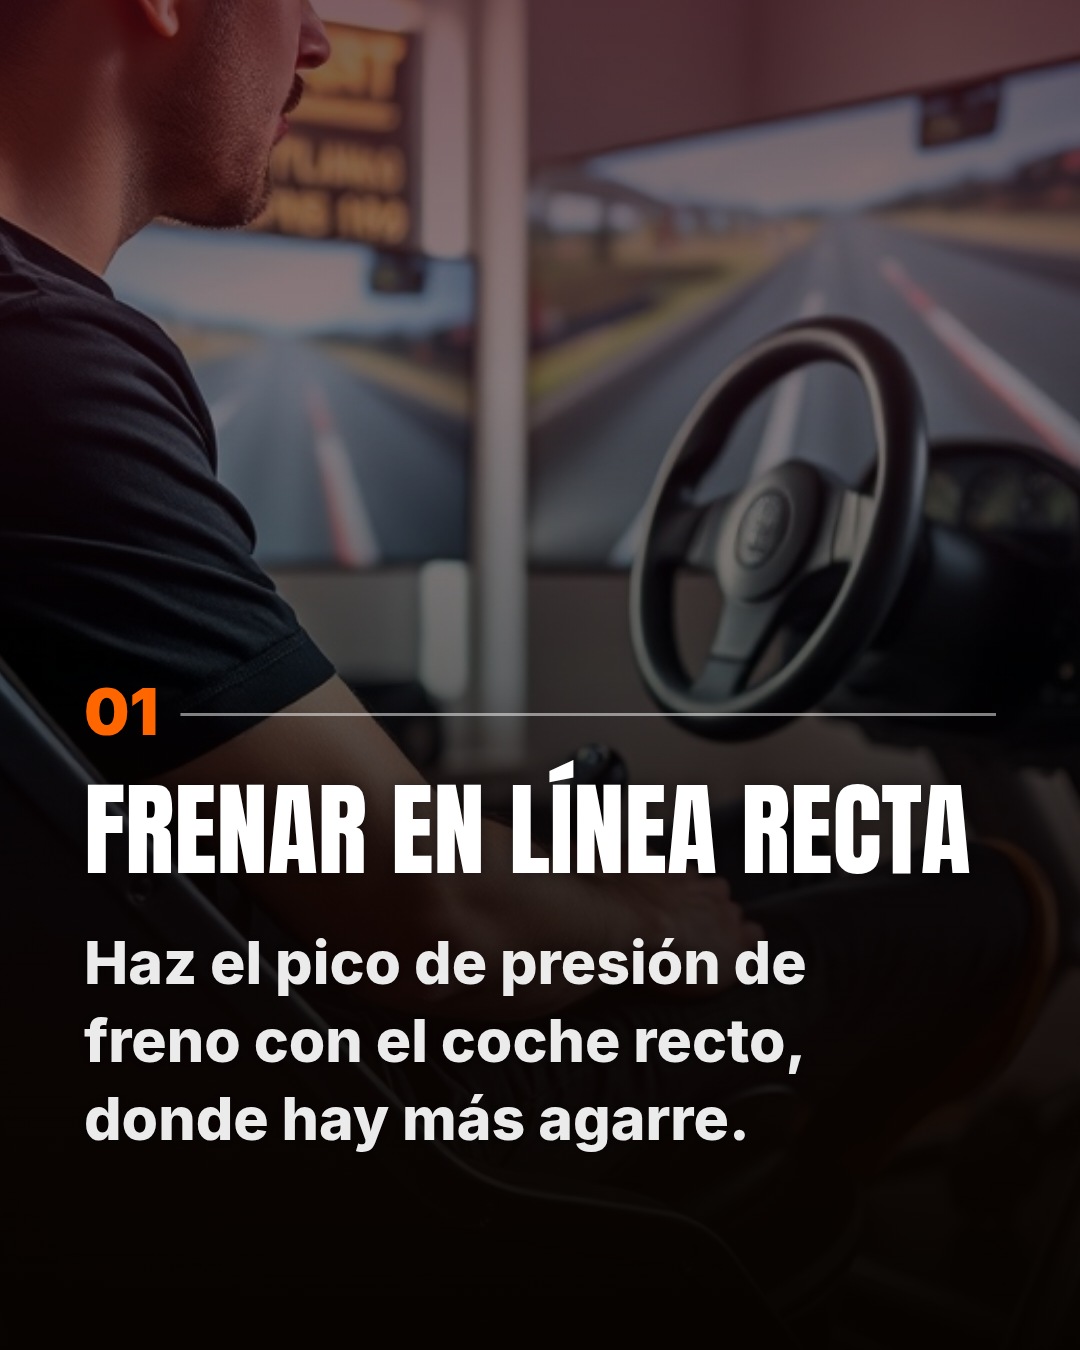 01
FRENAR EN LÍNEA RECTA
Haz el pico de presión de
freno con el coche recto,
donde hay más agarre.